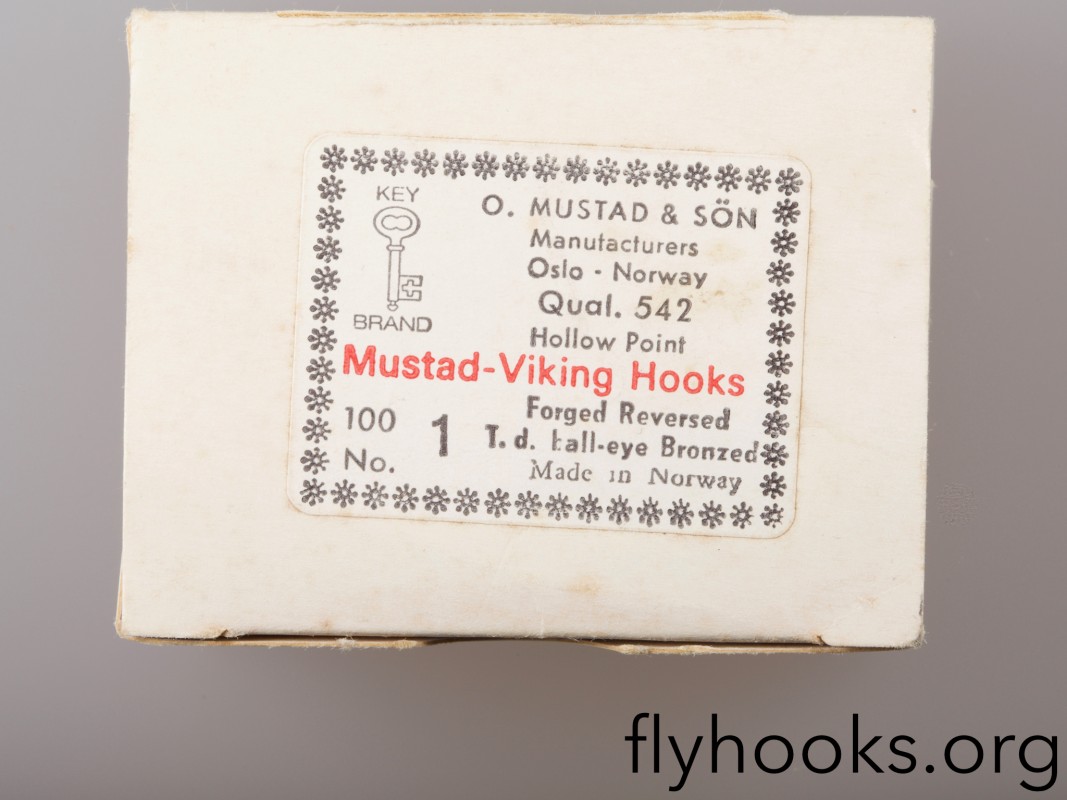 KEY
BRAND
O. MUSTAD & SÖN
Manufacturers
Oslo - Norway
Qual. 542
Hollow Point
Mustad-Viking Hooks
Forged Reversed
100
No.
1
T. d. ball-eye Bronzed
Made in Norway
flyhooks.org